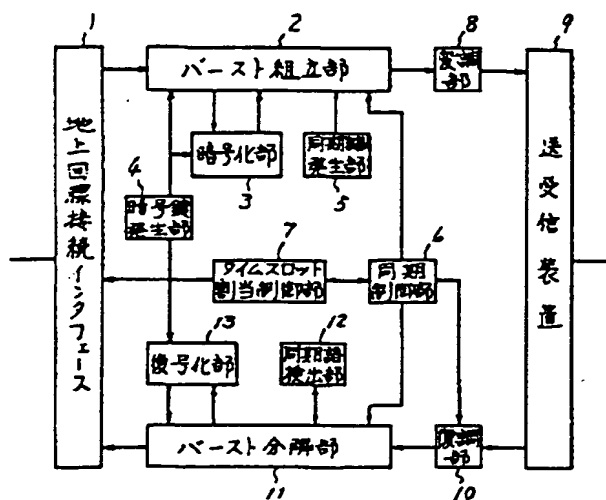 1
地上回線接続インタフェース
2
バースト組立部
8
変調部
9
送受信装置
暗号化部
3
同期語
発生部
5
4
暗号鍵
発生部
7
タイムスロット
割当制御部
6
同期
制御部
13
復号化部
12
同期語
検出部
バースト分解部
11
復調部
10